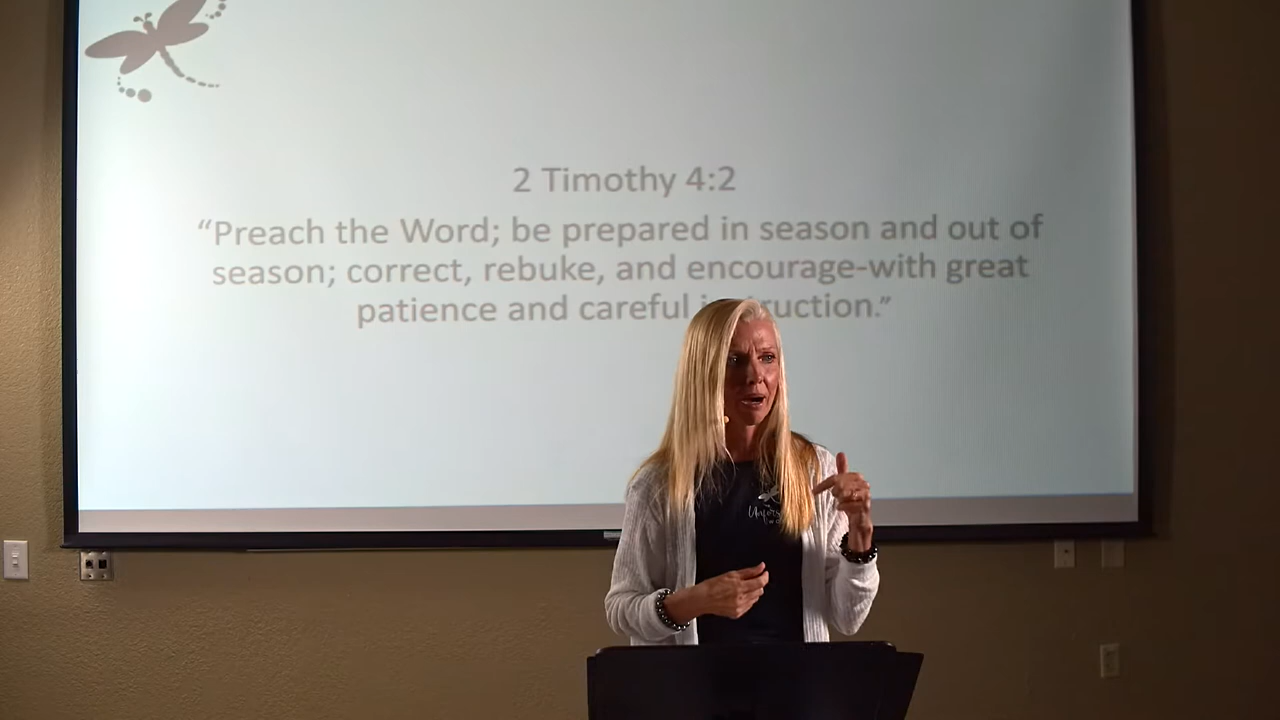 2 Timothy 4:2
“Preach the Word; be prepared in season and out of
season; correct, rebuke, and encourage-with great
patience and careful